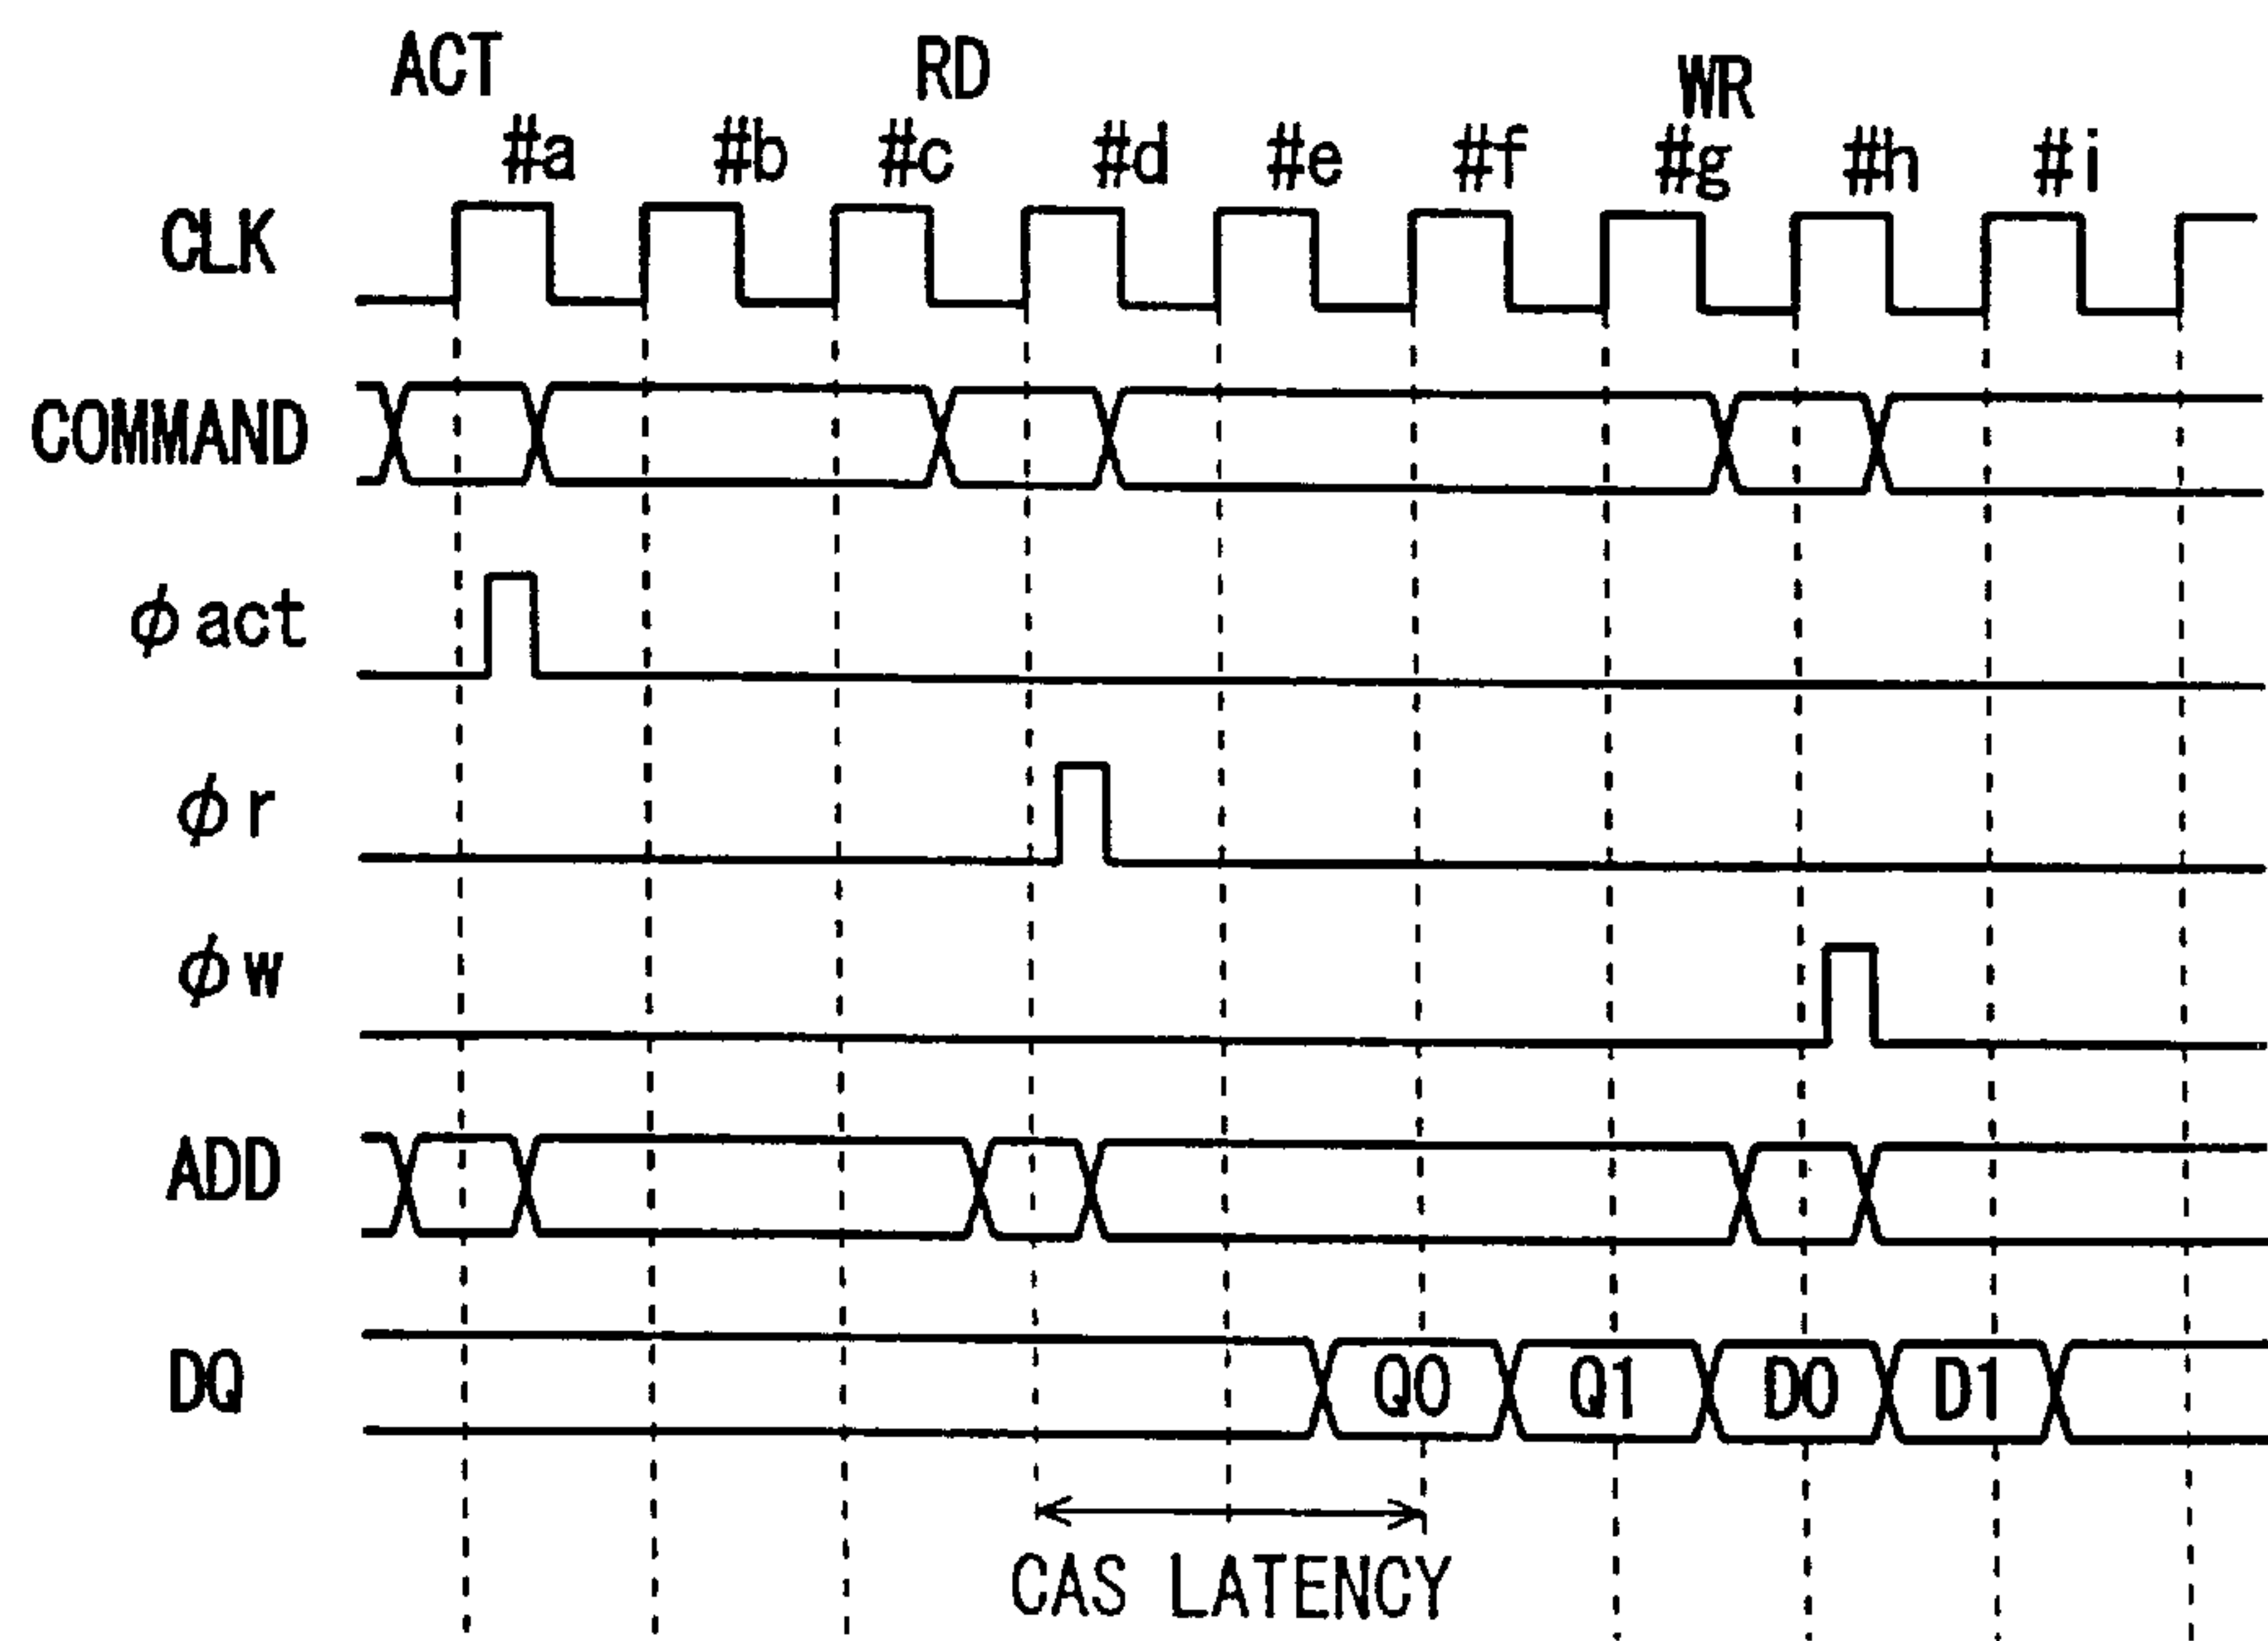 ACT RD WR
#a #b #c #d #e #f #g #h #i
CLK
COMMAND
φact
φr
φw
ADD
DQ Q0 Q1 D0 D1
CAS LATENCY